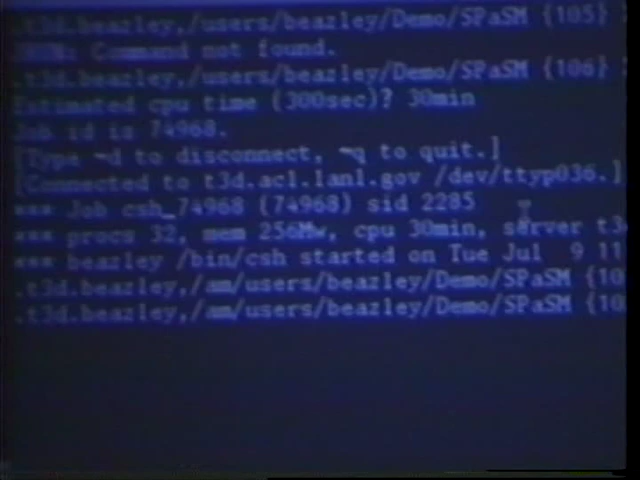 .t3d.beazley,/users/beazley/Demo/SPaSM {105}
Command not found.
.t3d.beazley,/users/beazley/Demo/SPaSM {106}
Estimated cpu time (300sec)? 30min
Job id is 74968.
[Type ~d to disconnect, ~q to quit.]
[Connected to t3d.acl.lanl.gov /dev/ttyp036.]
*** Job csh_74968 (74968) sid 2285
*** procs 32, mem 256Mw, cpu 30min, server t3
*** beazley /bin/csh started on Tue Jul 9 11
.t3d.beazley,/am/users/beazley/Demo/SPaSM {10
.t3d.beazley,/am/users/beazley/Demo/SPaSM {10